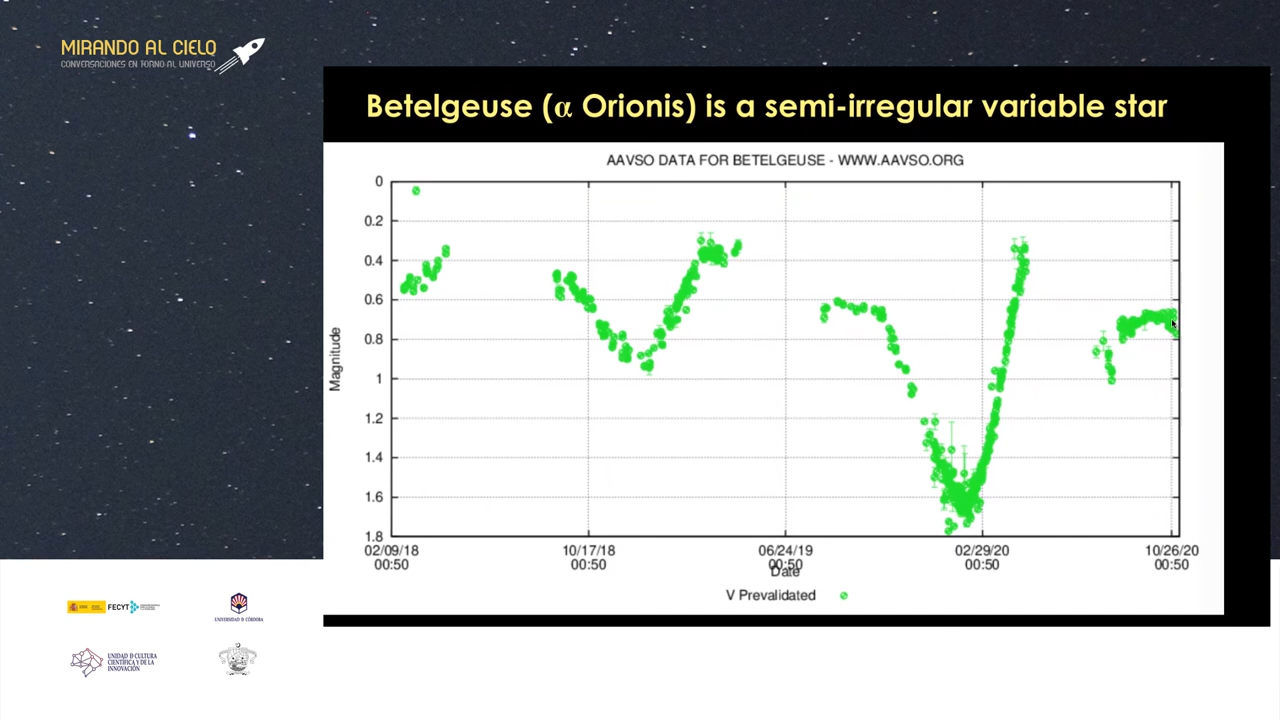 MIRANDO AL CIELO
CONVERSACIONES EN TORNO AL UNIVERSO
Betelgeuse (α Orionis) is a semi-irregular variable star
AAVSO DATA FOR BETELGEUSE - WWW.AAVSO.ORG
0
0.2
0.4
0.6
0.8
1
1.2
1.4
1.6
1.8
Magnitude
02/09/18 10/17/18 06/24/19 02/29/20 10/26/20
00:50 00:50 00:50 00:50 00:50
Date
V Prevalidated
FECYT
UNIVERSIDAD D CÓRDOBA
UNIDAD D CULTURA
CIENTÍFICA Y DE LA
INNOVACIÓN